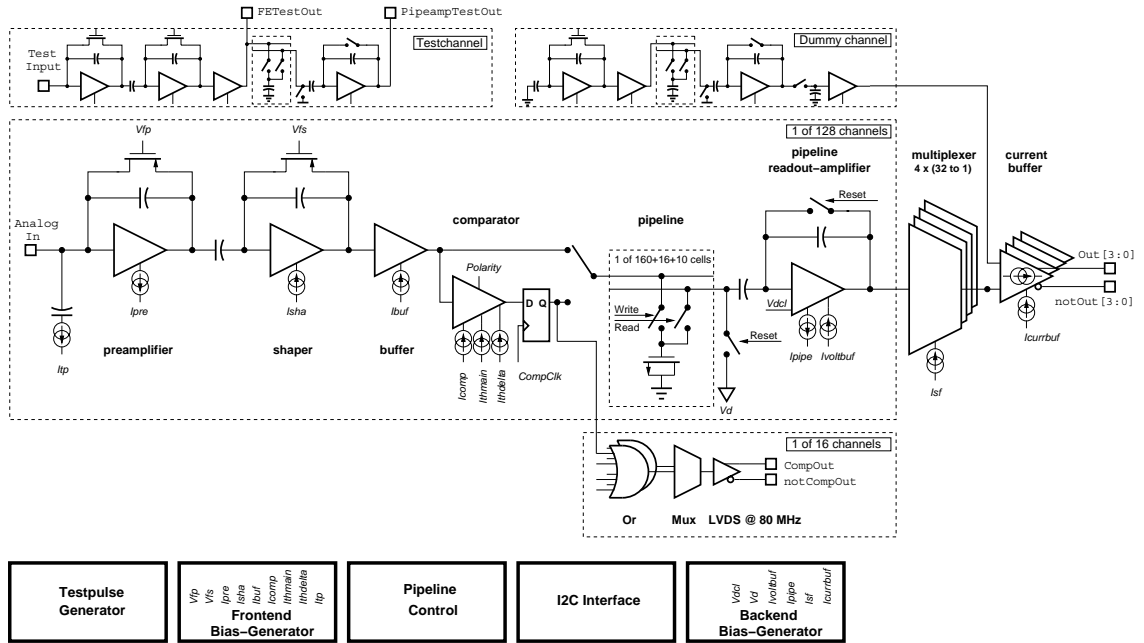 FETestOut
PipeampTestOut
Test
Input
Testchannel
Dummy channel
1 of 128 channels
Vfp
Vfs
pipeline
readout−amplifier
multiplexer
4 x (32 to 1)
current
buffer
Reset
Analog
In
comparator
pipeline
Out[3:0]
notOut[3:0]
1 of 160+16+10 cells
Polarity
D Q
Vdcl
Write
Read
Reset
Ipre
Isha
Ibuf
Ipipe
Ivoltbuf
Icurrbuf
preamplifier
shaper
buffer
Itp
Icomp
Ithmain
Ithdelta
CompClk
Isf
Vd
1 of 16 channels
CompOut
notCompOut
Or
Mux
LVDS @ 80 MHz
Testpulse
Generator
Vfp
Vfs
Ipre
Isha
Ibuf
Icomp
Ithmain
Ithdelta
Itp
Frontend
Bias−Generator
Pipeline
Control
I2C Interface
Vdcl
Vd
Ivoltbuf
Ipipe
Isf
Icurrbuf
Backend
Bias−Generator